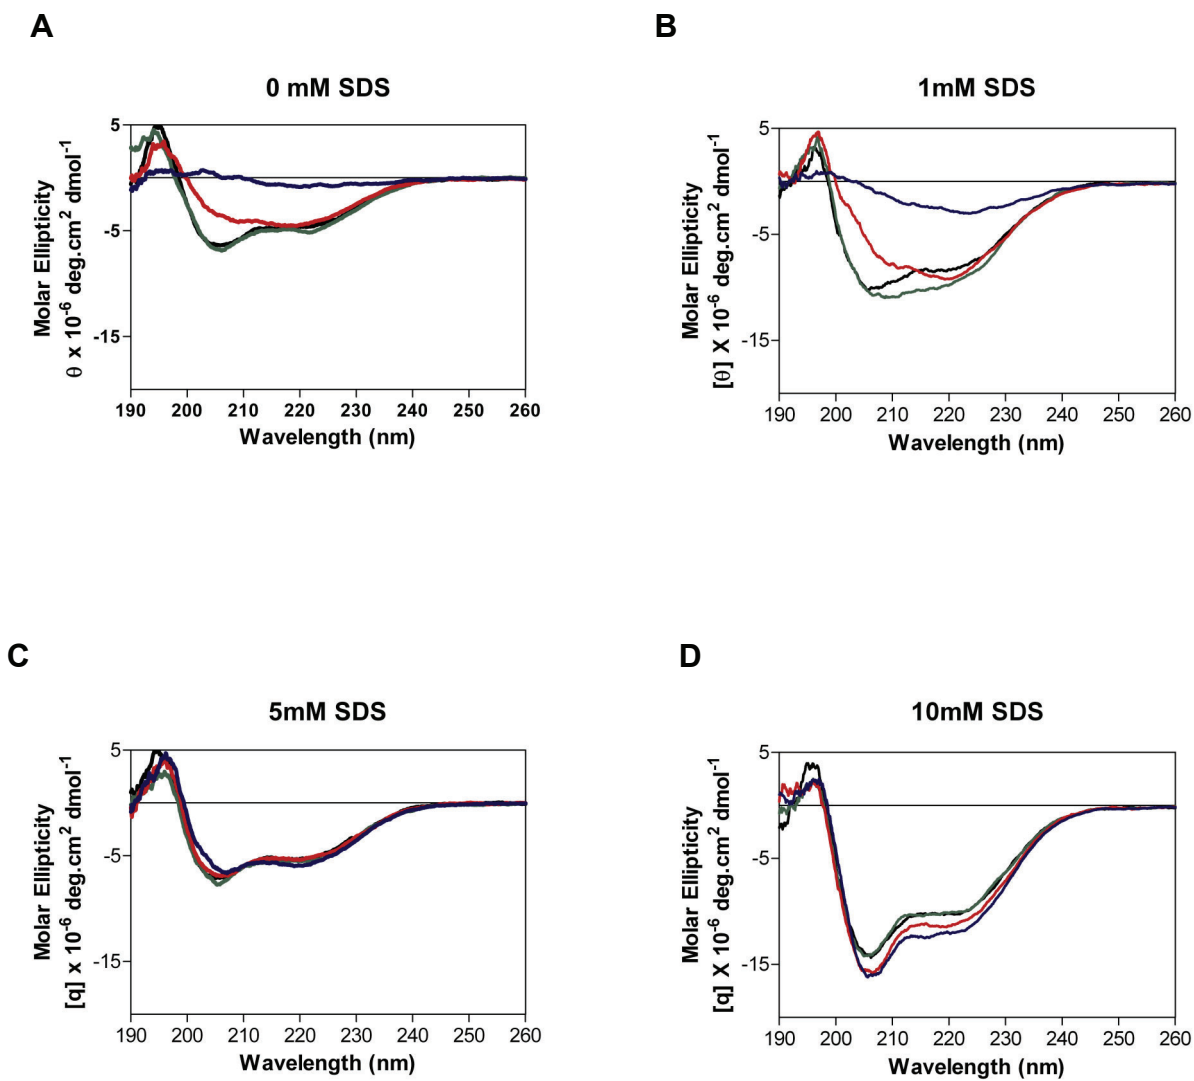 A
B
0 mM SDS
1mM SDS
Molar Ellipticity
θ x 10-6 deg.cm2 dmol-1
5
-5
-15
190 200 210 220 230 240 250 260
Wavelength (nm)
Molar Ellipticity
[θ] X 10-6 deg.cm2 dmol-1
5
-5
-15
190 200 210 220 230 240 250 260
Wavelength (nm)
C
D
5mM SDS
10mM SDS
Molar Ellipticity
[q] x 10-6 deg.cm2 dmol-1
5
-5
-15
190 200 210 220 230 240 250 260
Wavelength (nm)
Molar Ellipticity
[q] X 10-6 deg.cm2 dmol-1
5
-5
-15
190 200 210 220 230 240 250 260
Wavelength (nm)